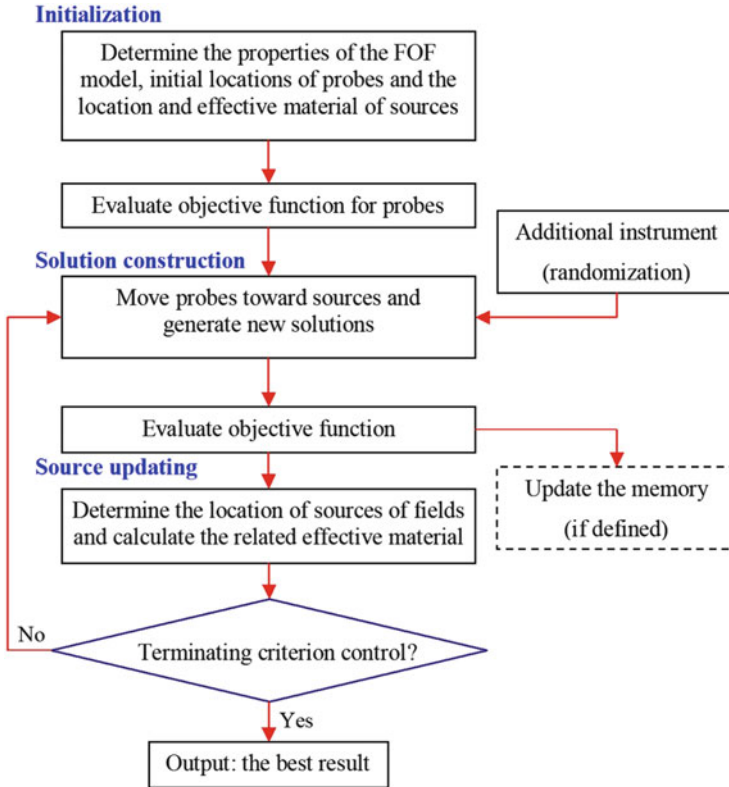 Initialization
Determine the properties of the FOF
model, initial locations of probes and the
location and effective material of sources
Evaluate objective function for probes
Additional instrument
(randomization)
Solution construction
Move probes toward sources and
generate new solutions
Evaluate objective function
Source updating
Update the memory
(if defined)
Determine the location of sources of fields
and calculate the related effective material
No
Terminating criterion control?
Yes
Output: the best result